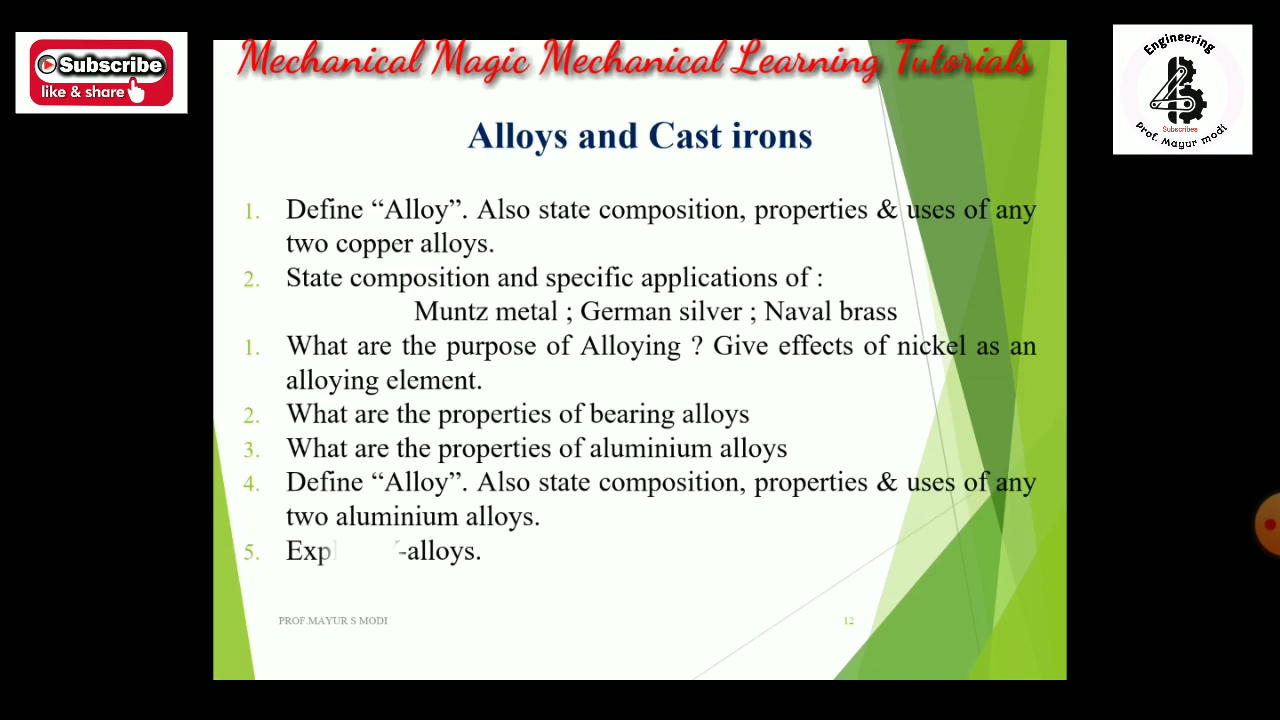 Mechanical Magic Mechanical Learning Tutorials
Subscribe
like & share
Engineering
Subscribes
Prof. Mayur modi
Alloys and Cast irons
1. Define “Alloy”. Also state composition, properties & uses of any
two copper alloys.
2. State composition and specific applications of :
Muntz metal ; German silver ; Naval brass
1. What are the purpose of Alloying ? Give effects of nickel as an
alloying element.
2. What are the properties of bearing alloys
3. What are the properties of aluminium alloys
4. Define “Alloy”. Also state composition, properties & uses of any
two aluminium alloys.
5. -alloys.
PROF.MAYUR S MODI
12